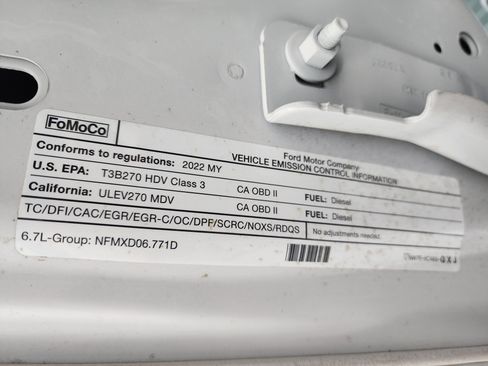 FoMoCo
Ford Motor Company
VEHICLE EMISSION CONTROL INFORMATION
Conforms to regulations: 2022 MY
U.S. EPA: T3B270 HDV Class 3 CA OBD II FUEL: Diesel
California: ULEV270 MDV CA OBD II FUEL: Diesel
TC/DFI/CAC/EGR/EGR-C/OC/DPF/SCRC/NOXS/RDQS No adjustments needed.
6.7L-Group: NFMXD06.771D